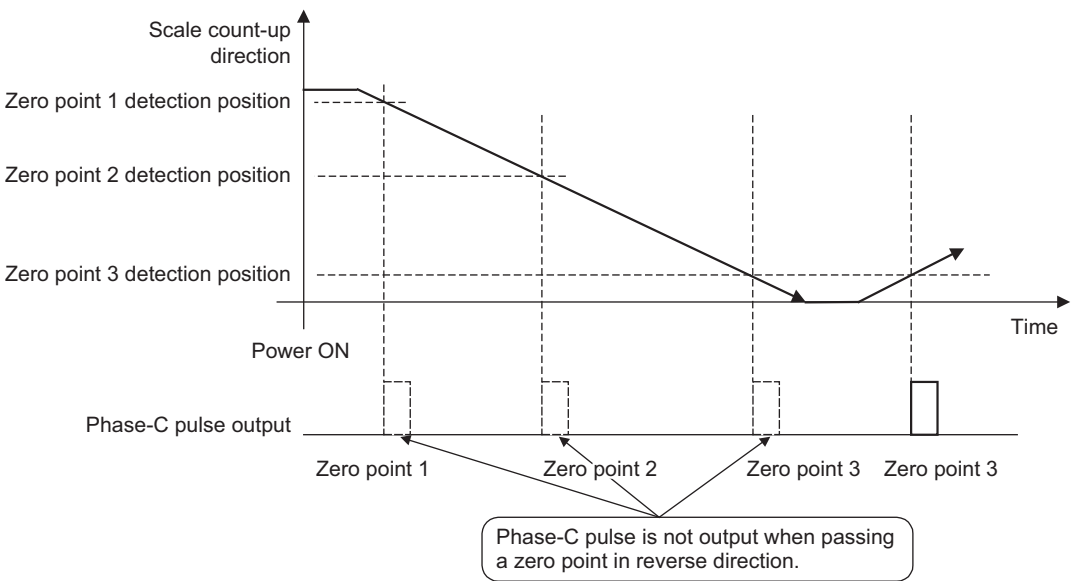 Scale count-up
direction
Zero point 1 detection position
Zero point 2 detection position
Zero point 3 detection position
Time
Power ON
Phase-C pulse output
Zero point 1
Zero point 2
Zero point 3
Zero point 3
Phase-C pulse is not output when passing
a zero point in reverse direction.